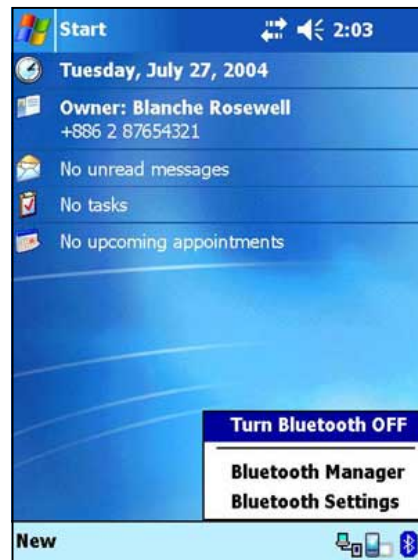 Start 2:03
Tuesday, July 27, 2004
Owner: Blanche Rosewell
+886 2 87654321
No unread messages
No tasks
No upcoming appointments
Turn Bluetooth OFF
Bluetooth Manager
Bluetooth Settings
New